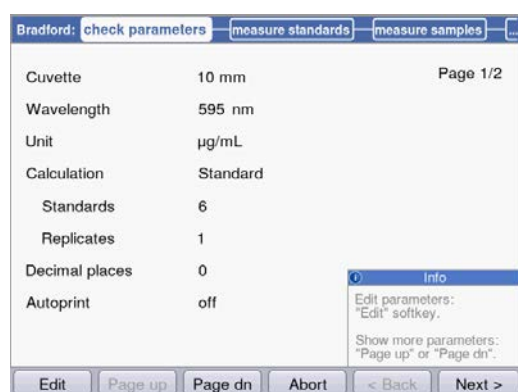 Bradford: check parameters measure standards measure samples ...
Page 1/2
Cuvette 10 mm
Wavelength 595 nm
Unit µg/mL
Calculation Standard
Standards 6
Replicates 1
Decimal places 0
Autoprint off
Info
Edit parameters:
"Edit" softkey.
Show more parameters:
"Page up" or "Page dn".
Edit Page up Page dn Abort < Back Next >